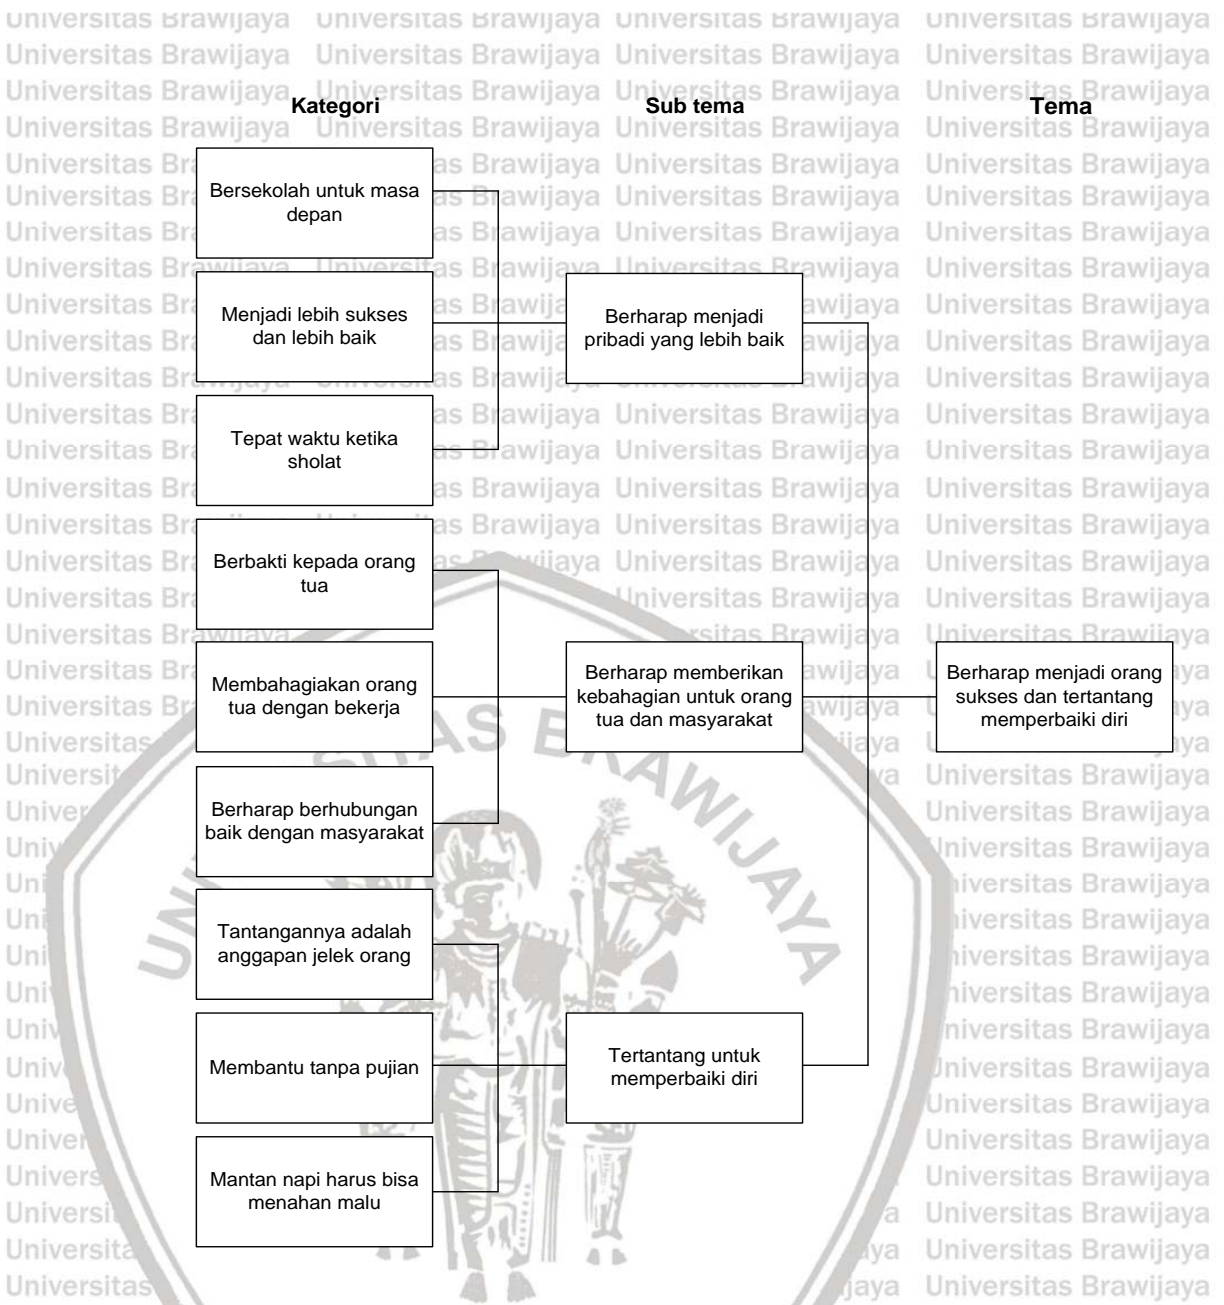 Kategori
Sub tema
Tema
Bersekolah untuk masa
depan
Menjadi lebih sukses
dan lebih baik
Tepat waktu ketika
sholat
Berharap menjadi
pribadi yang lebih baik
Berbakti kepada orang
tua
Membahagiakan orang
tua dengan bekerja
Berharap berhubungan
baik dengan masyarakat
Berharap memberikan
kebahagian untuk orang
tua dan masyarakat
Berharap menjadi orang
sukses dan tertantang
memperbaiki diri
Tantangannya adalah
anggapan jelek orang
Membantu tanpa pujian
Mantan napi harus bisa
menahan malu
Tertantang untuk
memperbaiki diri